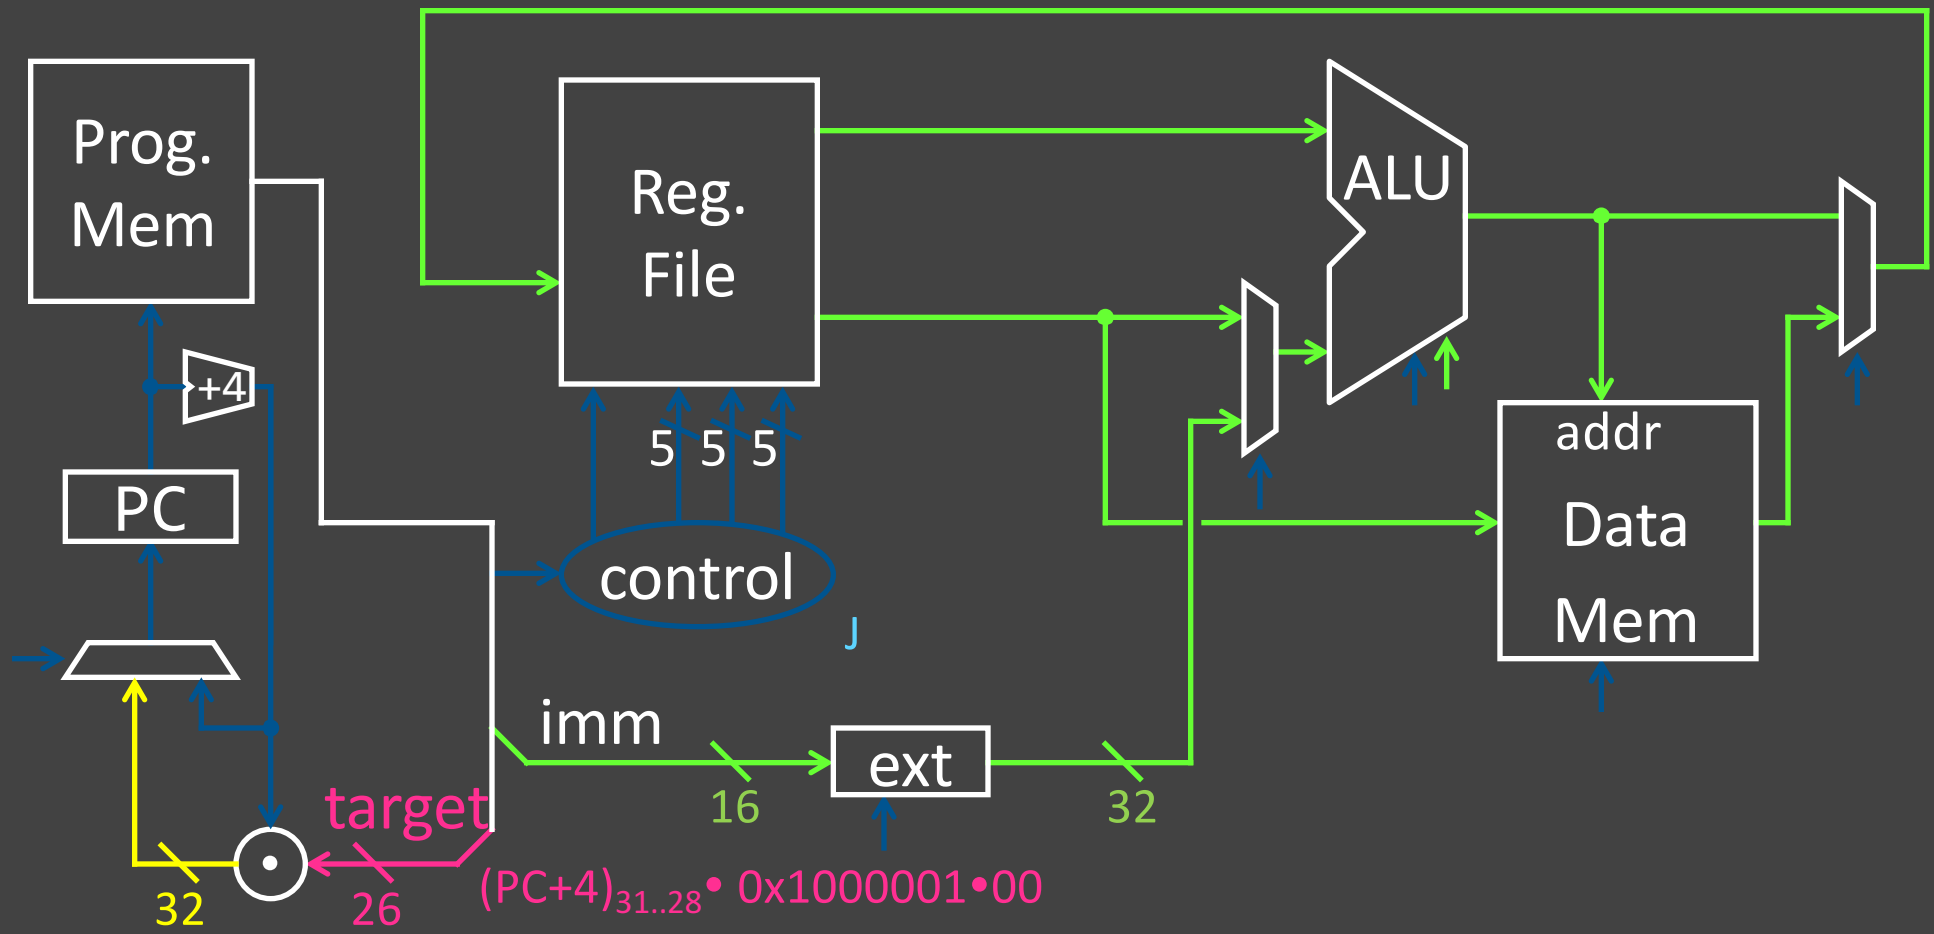 Prog.
Mem
Reg.
File
ALU
+4
5 5 5
addr
PC
Data
control
Mem
J
imm
ext
target
16
32
(PC+4)31..28• 0x1000001•00
32
26